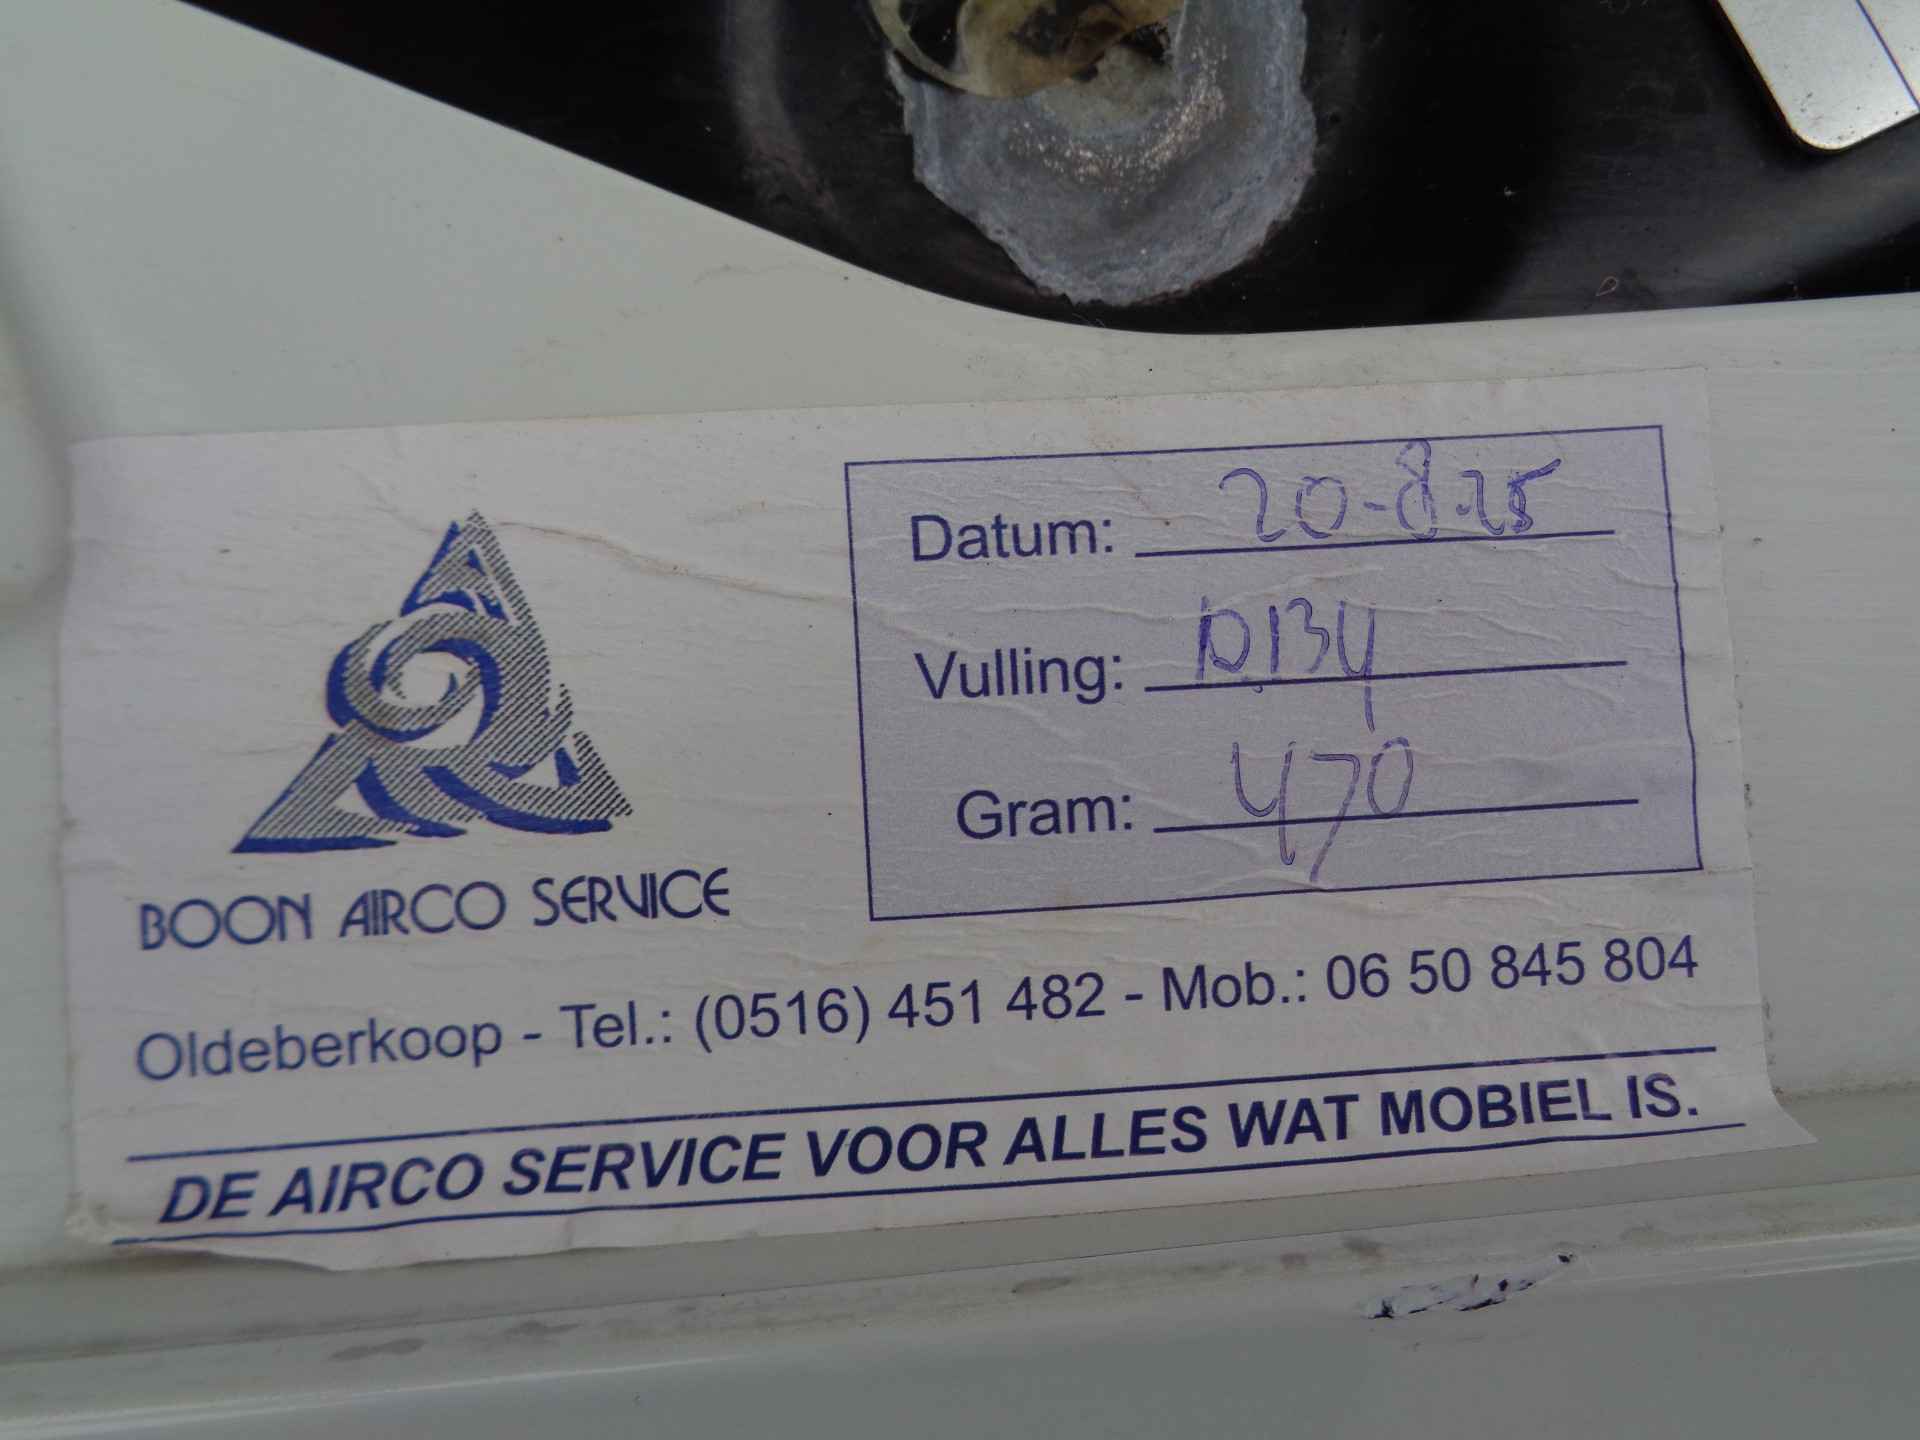 Datum: 20-8-25
Vulling: R134
Gram: 470
BOON AIRCO SERVICE
Oldeberkoop - Tel.: (0516) 451 482 - Mob.: 06 50 845 804
DE AIRCO SERVICE VOOR ALLES WAT MOBIEL IS.